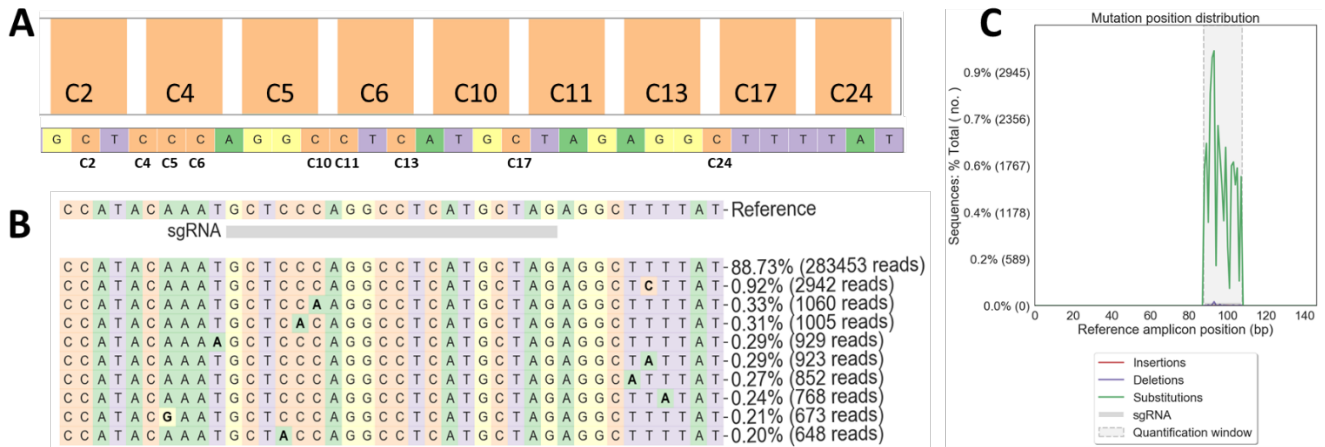 A
C2 C4 C5 C6 C10 C11 C13 C17 C24
G C T C C C A G G C C T C A T G C T A G A G G C T T T T A T
C2 C4 C5 C6 C10 C11 C13 C17 C24
B
C C A T A C A A A T G C T C C C A G G C C T C A T G C T A G A G G C T T T T A T -Reference
sgRNA
C C A T A C A A A T G C T C C C A G G C C T C A T G C T A G A G G C T T T T A T -88.73% (283453 reads)
C C A T A C A A A T G C T C C C A G G C C T C A T G C T A G A G G C T C T T A T -0.92% (2942 reads)
C C A T A C A A A T G C T C C A A G G C C T C A T G C T A G A G G C T T T T A T -0.33% (1060 reads)
C C A T A C A A A T G C T C A C A G G C C T C A T G C T A G A G G C T T T T A T -0.31% (1005 reads)
C C A T A C A A A A G C T C C C A G G C C T C A T G C T A G A G G C T T T T A T -0.29% (929 reads)
C C A T A C A A A T G C T C C C A G G C C T C A T G C T A G A G G C T A T T A T -0.29% (923 reads)
C C A T A C A A A T G C T C C C A G G C C T C A T G C T A G A G G C A T T T A T -0.27% (852 reads)
C C A T A C A A A T G C T C C C A G G C C T C A T G C T A G A G G C T T A T A T -0.24% (768 reads)
C C A T A C G A A T G C T C C C A G G C C T C A T G C T A G A G G C T T T T A T -0.21% (673 reads)
C C A T A C A A A T G C T A C C A G G C C T C A T G C T A G A G G C T T T T A T -0.20% (648 reads)
C
Mutation position distribution
Sequences: % Total ( no. )
0.9% (2945)
0.7% (2356)
0.6% (1767)
0.4% (1178)
0.2% (589)
0.0% (0)
0 20 40 60 80 100 120 140
Reference amplicon position (bp)
Insertions
Deletions
Substitutions
sgRNA
Quantification window